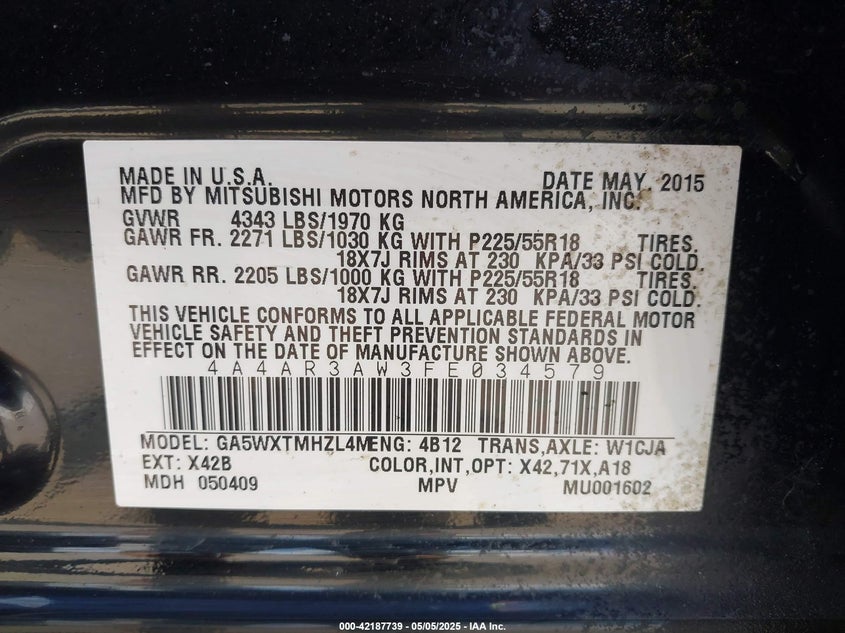 MADE IN U.S.A. DATE MAY. 2015
MFD BY MITSUBISHI MOTORS NORTH AMERICA, INC.
GVWR 4343 LBS/1970 KG
GAWR FR. 2271 LBS/1030 KG WITH P225/55R18 TIRES.
18X7J RIMS AT 230 KPA/33 PSI COLD.
GAWR RR. 2205 LBS/1000 KG WITH P225/55R18 TIRES.
18X7J RIMS AT 230 KPA/33 PSI COLD.
THIS VEHICLE CONFORMS TO ALL APPLICABLE FEDERAL MOTOR
VEHICLE SAFETY AND THEFT PREVENTION STANDARDS IN
EFFECT ON THE DATE OF MANUFACTURE SHOWN ABOVE.
4A4AR3AW3FE034579
MODEL: GA5WXTMHZL4M ENG: 4B12 TRANS,AXLE: W1CJA
EXT: X42B COLOR,INT,OPT: X42,71X,A18
MDH 050409 MPV MU001602
000-42187739 - 05/05/2025 - IAA Inc.